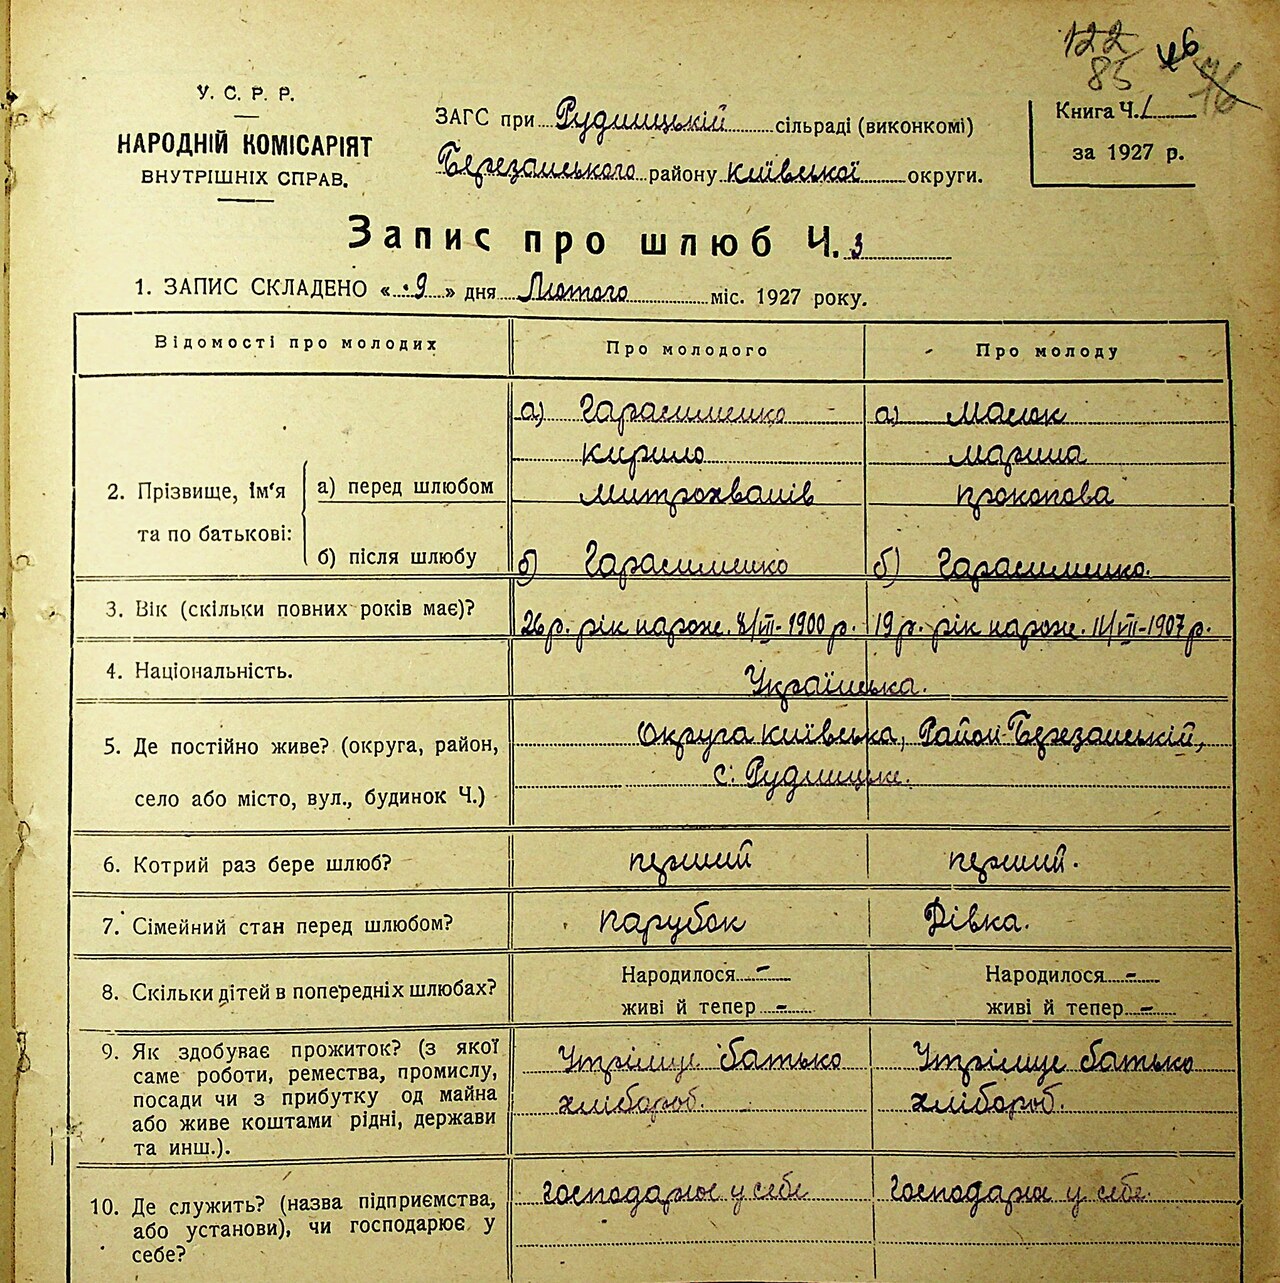 122
85
46
46
У. С. Р. Р.
НАРОДНІЙ КОМІСАРІЯТ
ВНУТРІШНІХ СПРАВ.
ЗАГС при Рудницькій сільраді (виконкомі)
Березанського району Київської округи.
Книга Ч. 1
за 1927 р.
Запис про шлюб Ч. 3
1. ЗАПИС СКЛАДЕНО « 9 » дня Лютого міс. 1927 року.
Відомості про молодих
Про молодого
Про молоду
2. Прізвище, ім'я
та по батькові:
а) перед шлюбом
б) після шлюбу
а) Гарасименко
Кирило
Митрохванів
б) Гарасименко
а) Масюк
Марина
Прокопова
б) Гарасименко.
3. Вік (скільки повних років має)?
26 р. рік нарож. 8/VII-1900 р.
19 р. рік нарож. 14/VII-1907 р.
4. Національність.
Українська.
5. Де постійно живе? (округа, район,
село або місто, вул., будинок Ч.)
Округа Київська, Район Березанській,
с. Рудницьке.
6. Котрий раз бере шлюб?
перший
перший.
7. Сімейний стан перед шлюбом?
парубок
Дівка.
8. Скільки дітей в попередніх шлюбах?
Народилося -
живі й тепер -
Народилося -
живі й тепер -
9. Як здобуває прожиток? (з якої
саме роботи, ремества, промислу,
посади чи з прибутку од майна
або живе коштами рідні, держави
та инш.).
Утрімує батько
хлібароб.
Утрімує батько
хлібароб.
10. Де служить? (назва підприємства,
або установи), чи господарює у
себе?
Господарює у себе
Господарює у себе.